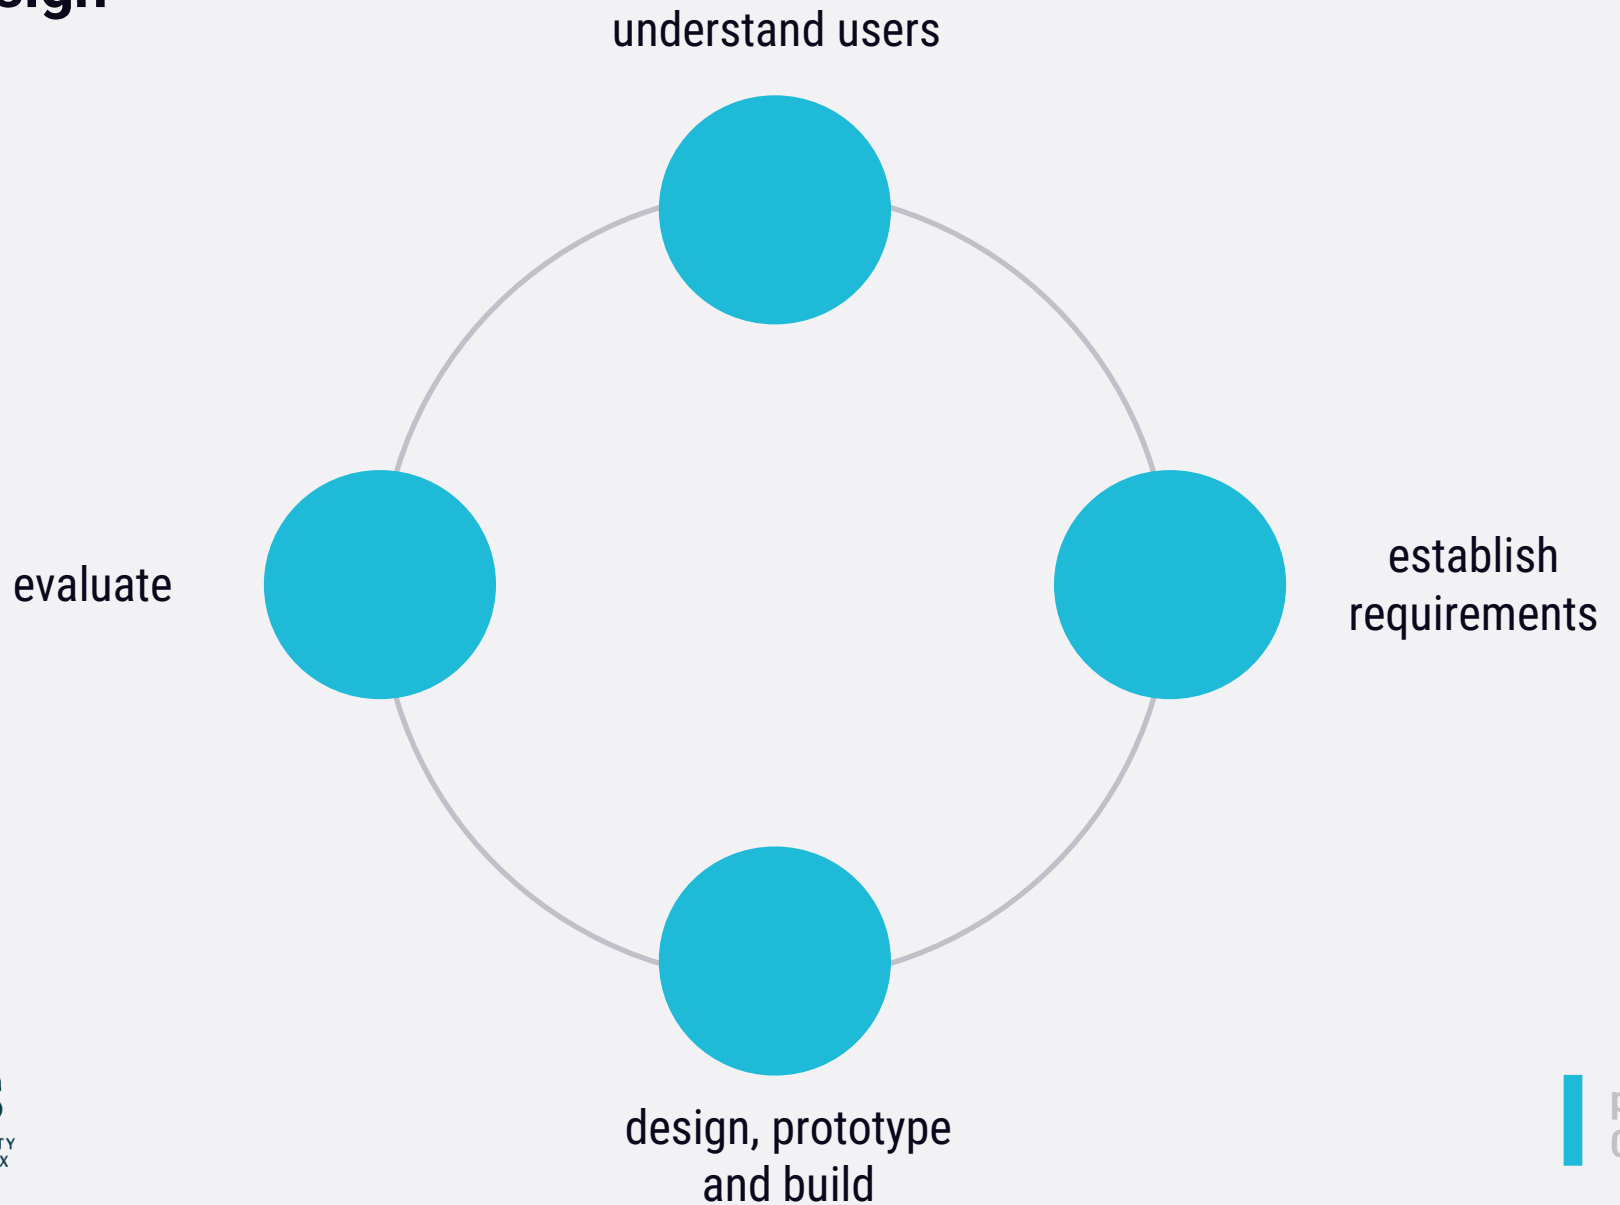 understand users
evaluate
establish
requirements
design, prototype
and build